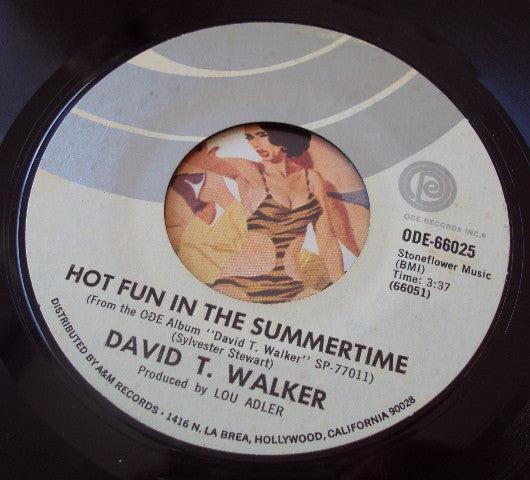 ODE RECORDS INC.®
ODE-66025
Stoneflower Music
(BMI)
Time: 3:37
(66051)
HOT FUN IN THE SUMMERTIME
(From the ODE Album "David T. Walker" SP-77011)
(Sylvester Stewart)
DAVID T. WALKER
Produced by LOU ADLER
DISTRIBUTED BY A&M RECORDS • 1416 N. LA BREA, HOLLYWOOD, CALIFORNIA 90028